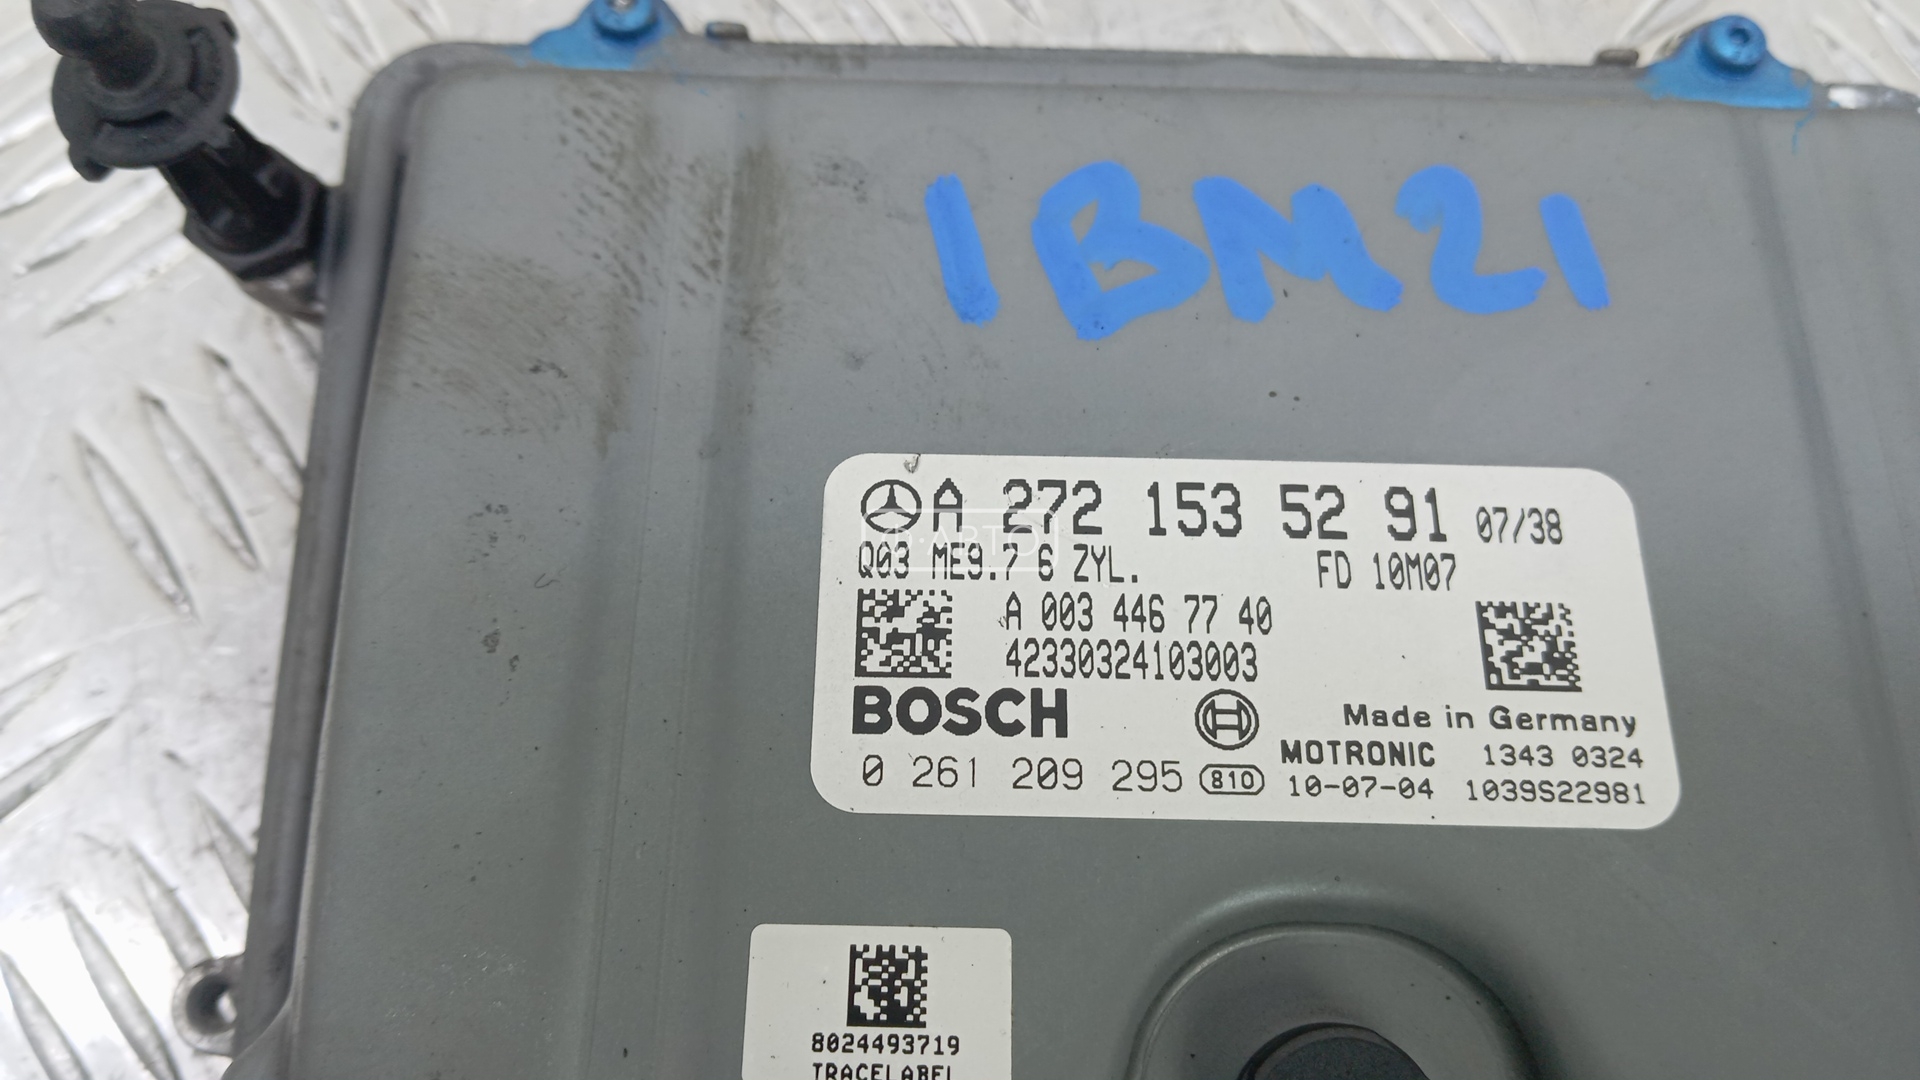 1BM21
A 272 153 52 91 07/38
Q03 ME9.7 6 ZYL. FD 10M07
A 003 446 77 40
42330324103003
BOSCH
Made in Germany
MOTRONIC 1343 0324
0 261 209 295 810 10-07-04 1039S22981
АВТО
8024493719
TRACELABEL